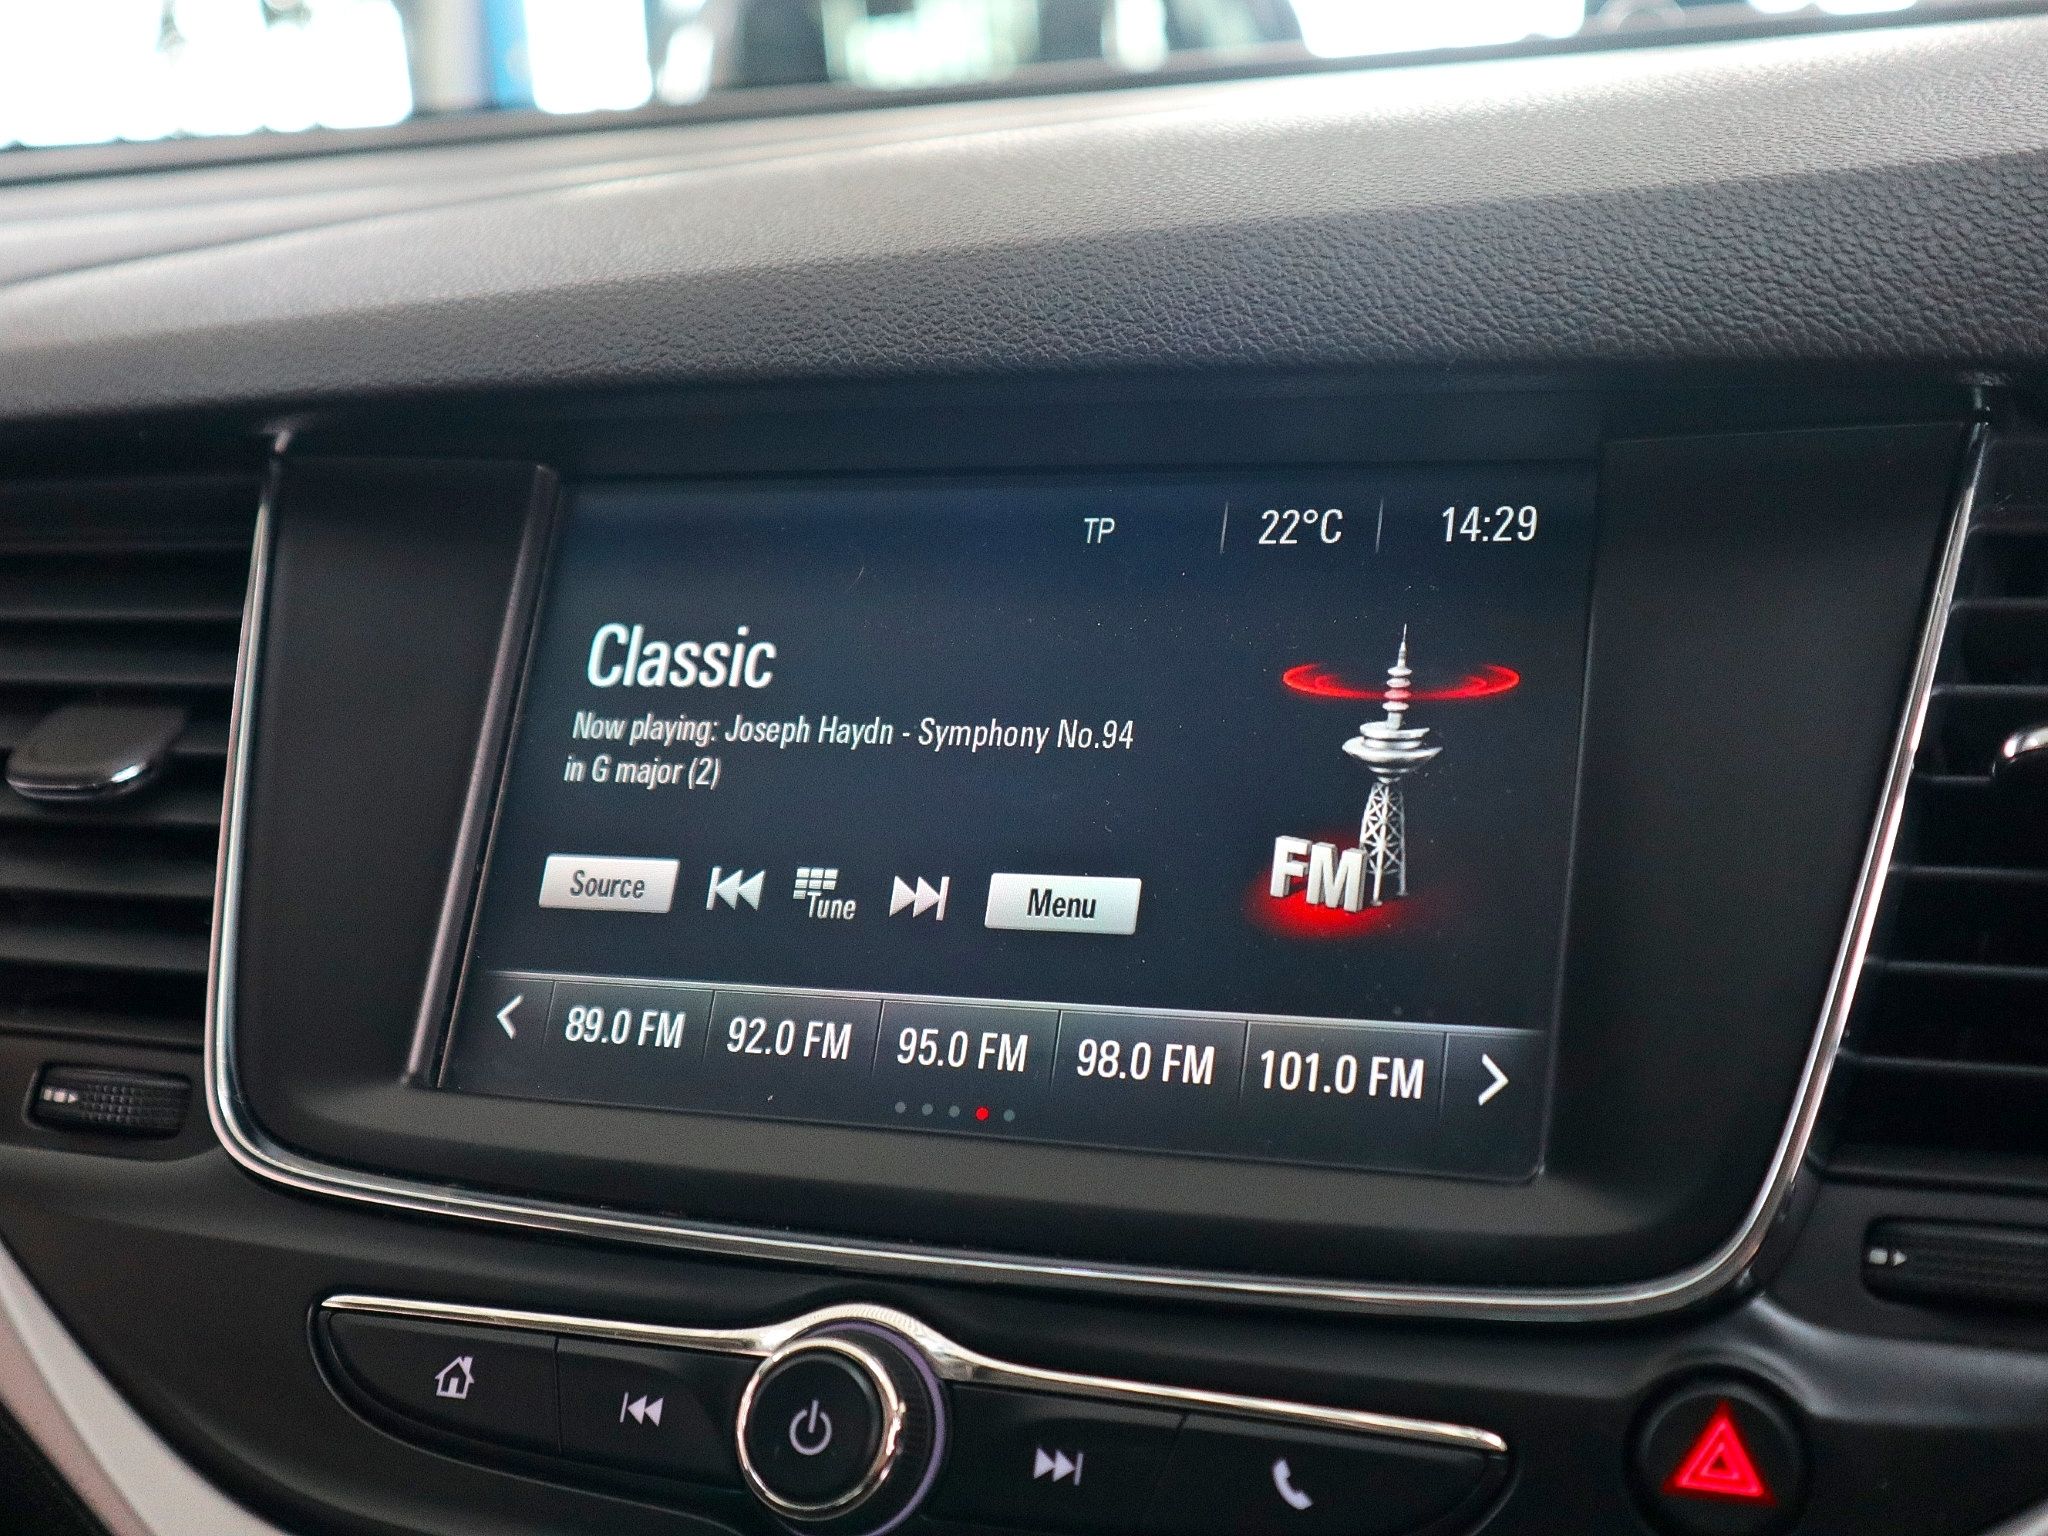 TP 22°C 14:29
Classic
Now playing: Joseph Haydn - Symphony No.94
in G major (2)
FM
Source Tune Menu
89.0 FM 92.0 FM 95.0 FM 98.0 FM 101.0 FM